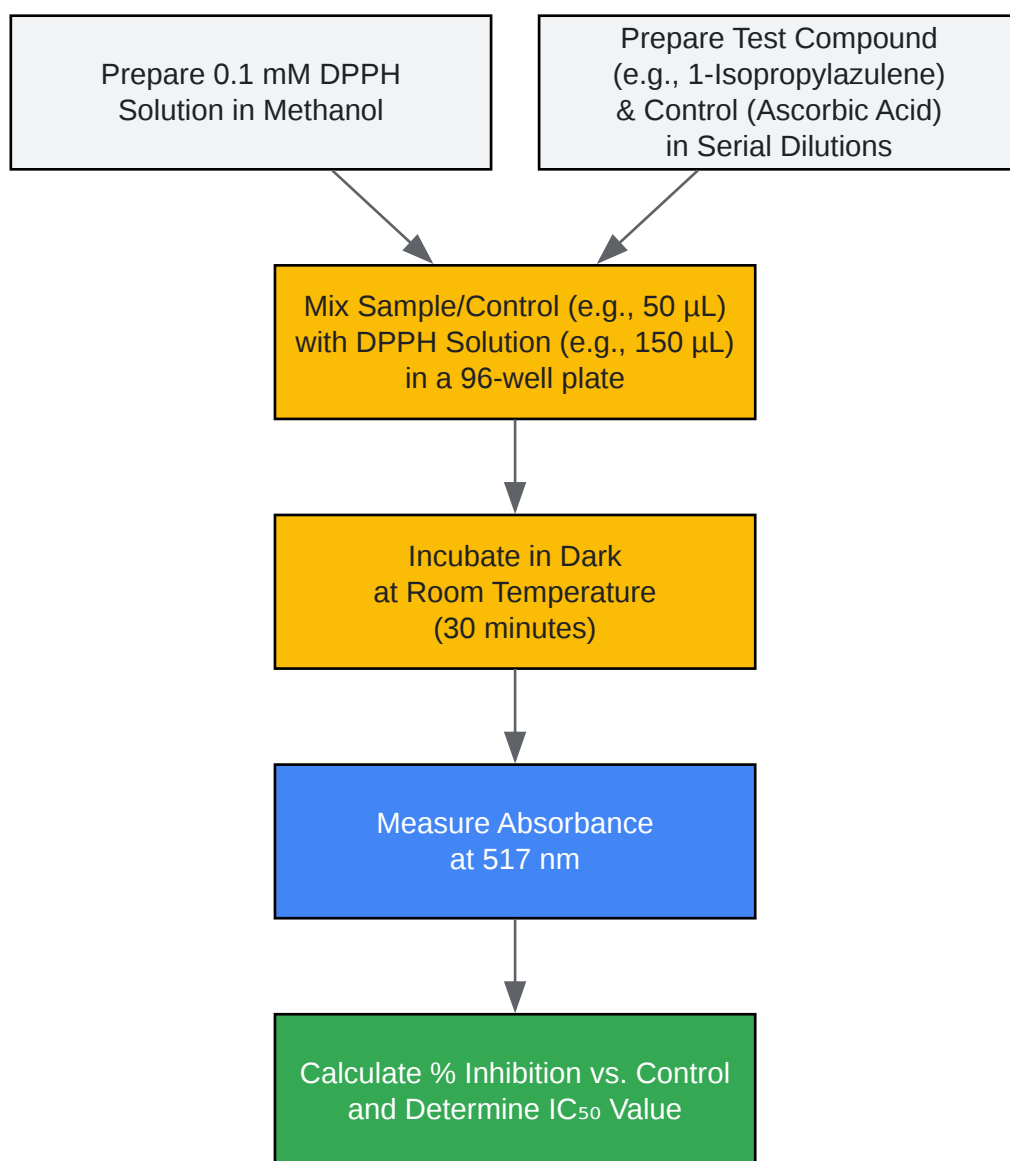 Prepare 0.1 mM DPPH
Solution in Methanol
Prepare Test Compound
(e.g., 1-Isopropylazulene)
& Control (Ascorbic Acid)
in Serial Dilutions
Mix Sample/Control (e.g., 50 µL)
with DPPH Solution (e.g., 150 µL)
in a 96-well plate
Incubate in Dark
at Room Temperature
(30 minutes)
Measure Absorbance
at 517 nm
Calculate % Inhibition vs. Control
and Determine IC₅₀ Value